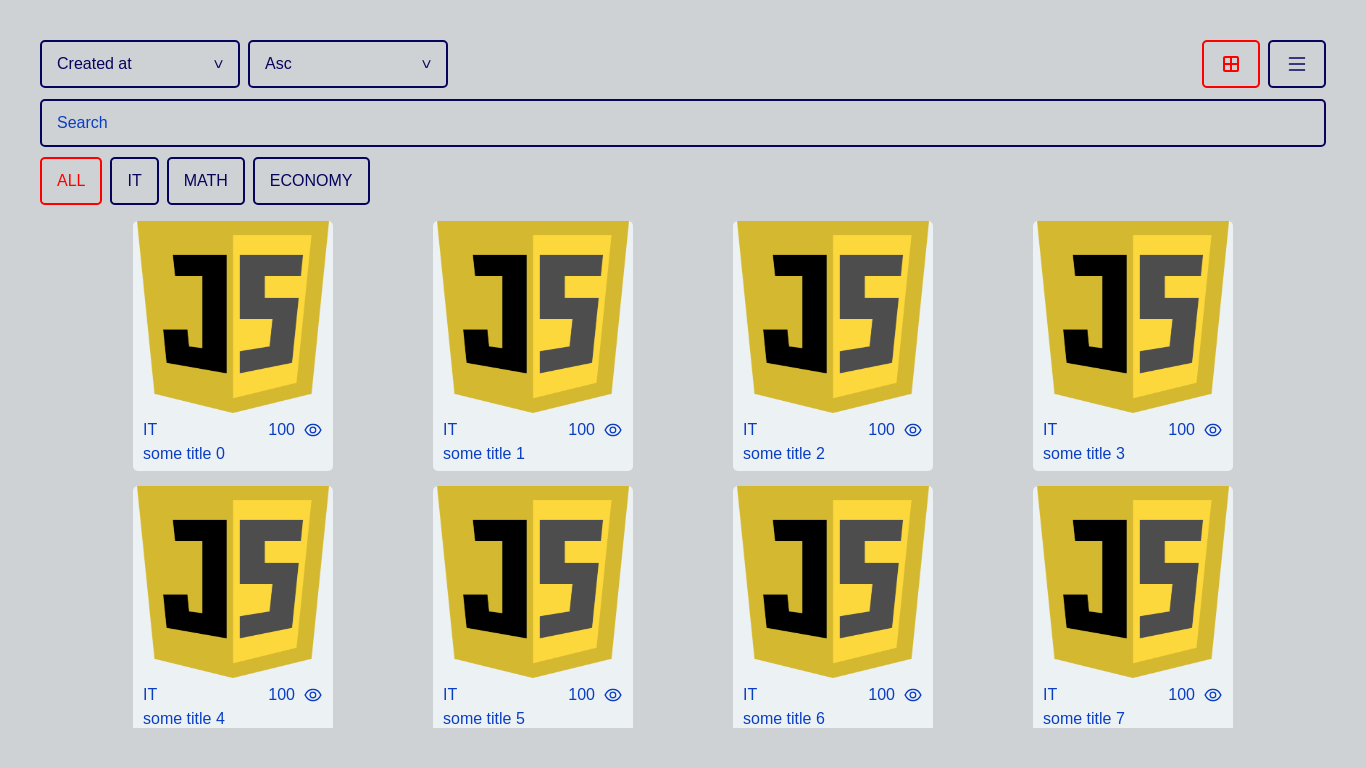 Created at
Asc
Search
ALL IT MATH ECONOMY
JS JS JS JS
IT 100 IT 100 IT 100 IT 100
some title 0 some title 1 some title 2 some title 3
JS JS JS JS
IT 100 IT 100 IT 100 IT 100
some title 4 some title 5 some title 6 some title 7